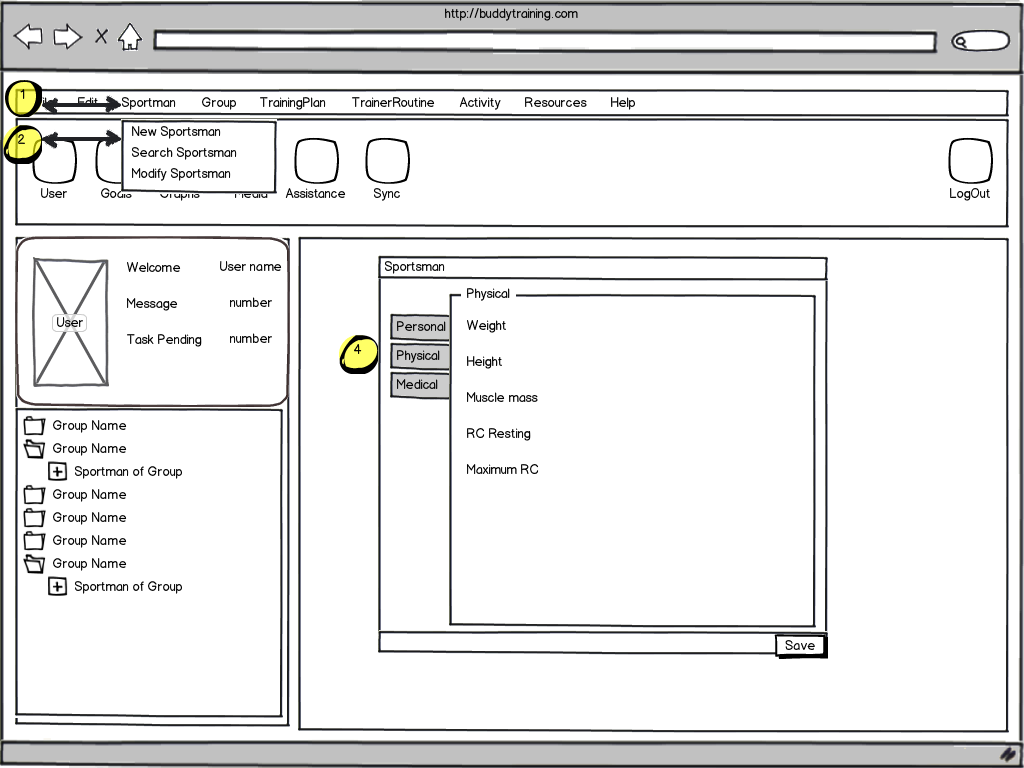 http://buddytraining.com
1
Edit Sportman Group TrainingPlan TrainerRoutine Activity Resources Help
2
New Sportsman
Search Sportsman
Modify Sportsman
User Goals Graphs Media Assistance Sync LogOut
User
Welcome User name
Message number
Task Pending number
Group Name
Group Name
Sportman of Group
Group Name
Group Name
Group Name
Group Name
Sportman of Group
Sportsman
Physical
4
Personal
Physical
Medical
Weight
Height
Muscle mass
RC Resting
Maximum RC
Save